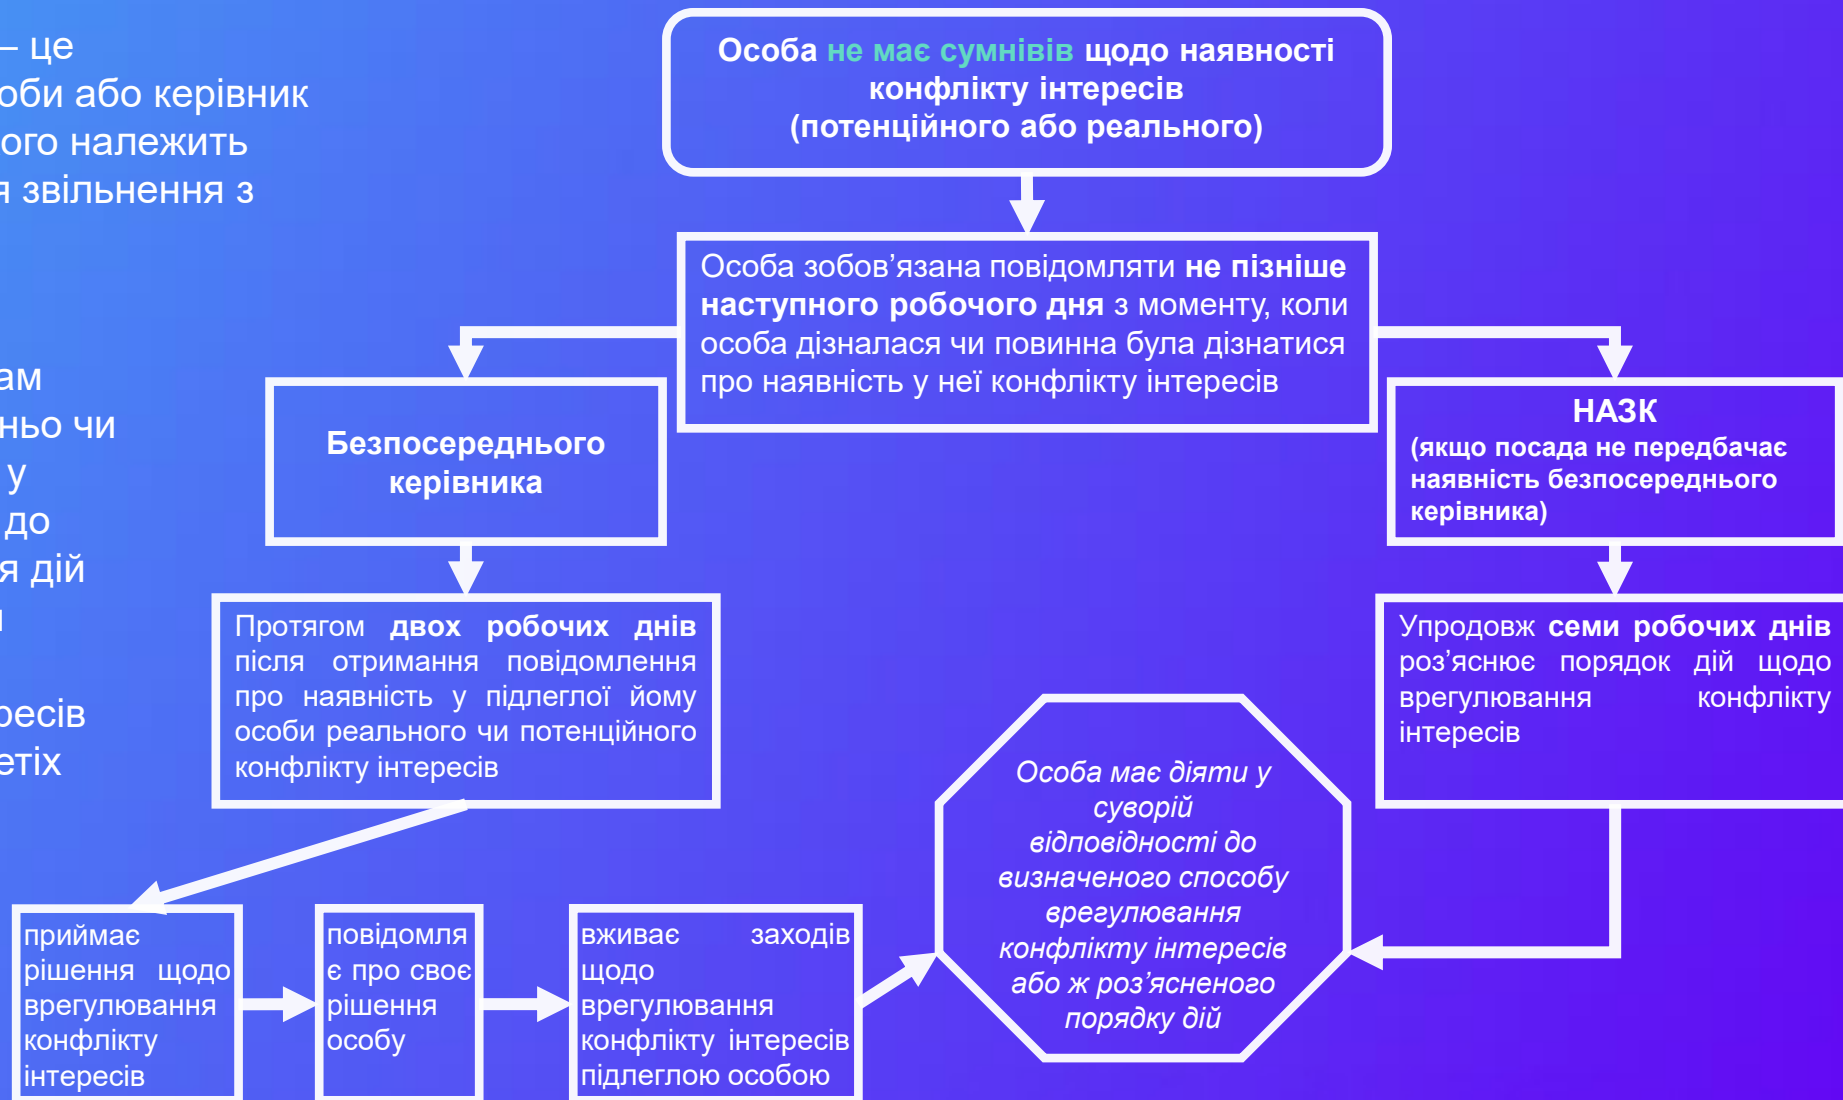 – це
оби або керівник
ого належить
я звільнення з
ам
ньо чи
у
до
я дій
ресів
етіх
Особа не має сумнівів щодо наявності
конфлікту інтересів
(потенційного або реального)
Особа зобов’язана повідомляти не пізніше
наступного робочого дня з моменту, коли
особа дізналася чи повинна була дізнатися
про наявність у неї конфлікту інтересів
Безпосереднього
керівника
НАЗК
(якщо посада не передбачає
наявність безпосереднього
керівника)
Протягом двох робочих днів
після отримання повідомлення
про наявність у підлеглої йому
особи реального чи потенційного
конфлікту інтересів
Упродовж семи робочих днів
роз’яснює порядок дій щодо
врегулювання конфлікту
інтересів
приймає
рішення щодо
врегулювання
конфлікту
інтересів
повідомля
є про своє
рішення
особу
вживає заходів
щодо
врегулювання
конфлікту інтересів
підлеглою особою
Особа має діяти у
суворій
відповідності до
визначеного способу
врегулювання
конфлікту інтересів
або ж роз’ясненого
порядку дій